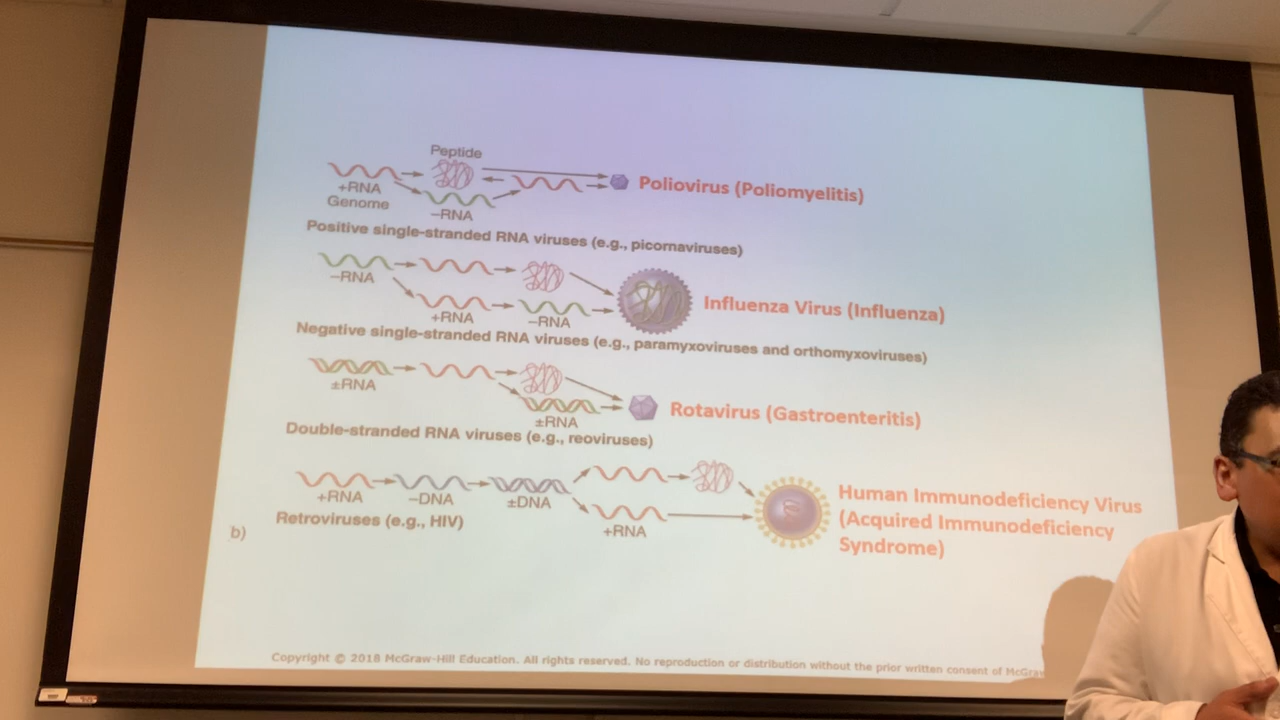 Peptide
+RNA
Genome
−RNA
Poliovirus (Poliomyelitis)
Positive single-stranded RNA viruses (e.g., picornaviruses)
−RNA
+RNA
−RNA
Influenza Virus (Influenza)
Negative single-stranded RNA viruses (e.g., paramyxoviruses and orthomyxoviruses)
±RNA
±RNA
Rotavirus (Gastroenteritis)
Double-stranded RNA viruses (e.g., reoviruses)
+RNA
−DNA
±DNA
+RNA
Human Immunodeficiency Virus
(Acquired Immunodeficiency
Syndrome)
Retroviruses (e.g., HIV)
b)
Copyright © 2018 McGraw-Hill Education. All rights reserved. No reproduction or distribution without the prior written consent of McGraw